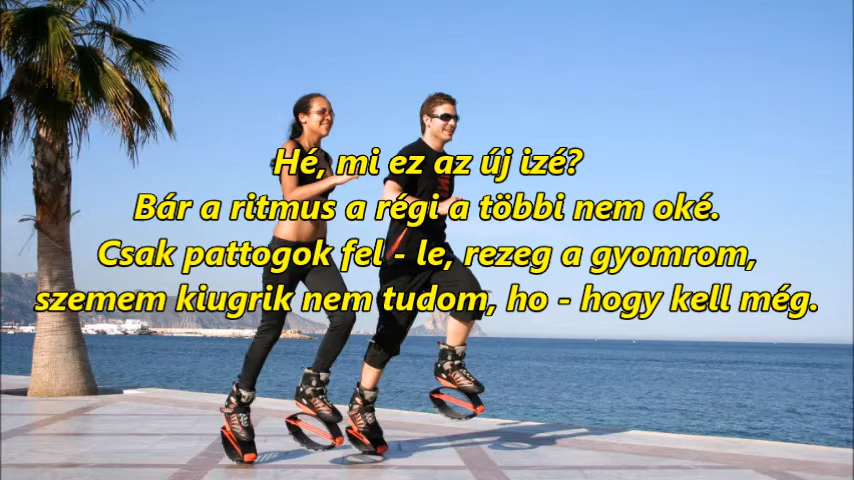 Hé, mi ez az új izé?
Bár a ritmus a régi a többi nem oké.
Csak pattogok fel - le, rezeg a gyomrom,
szemem kiugrik nem tudom, ho - hogy kell még.